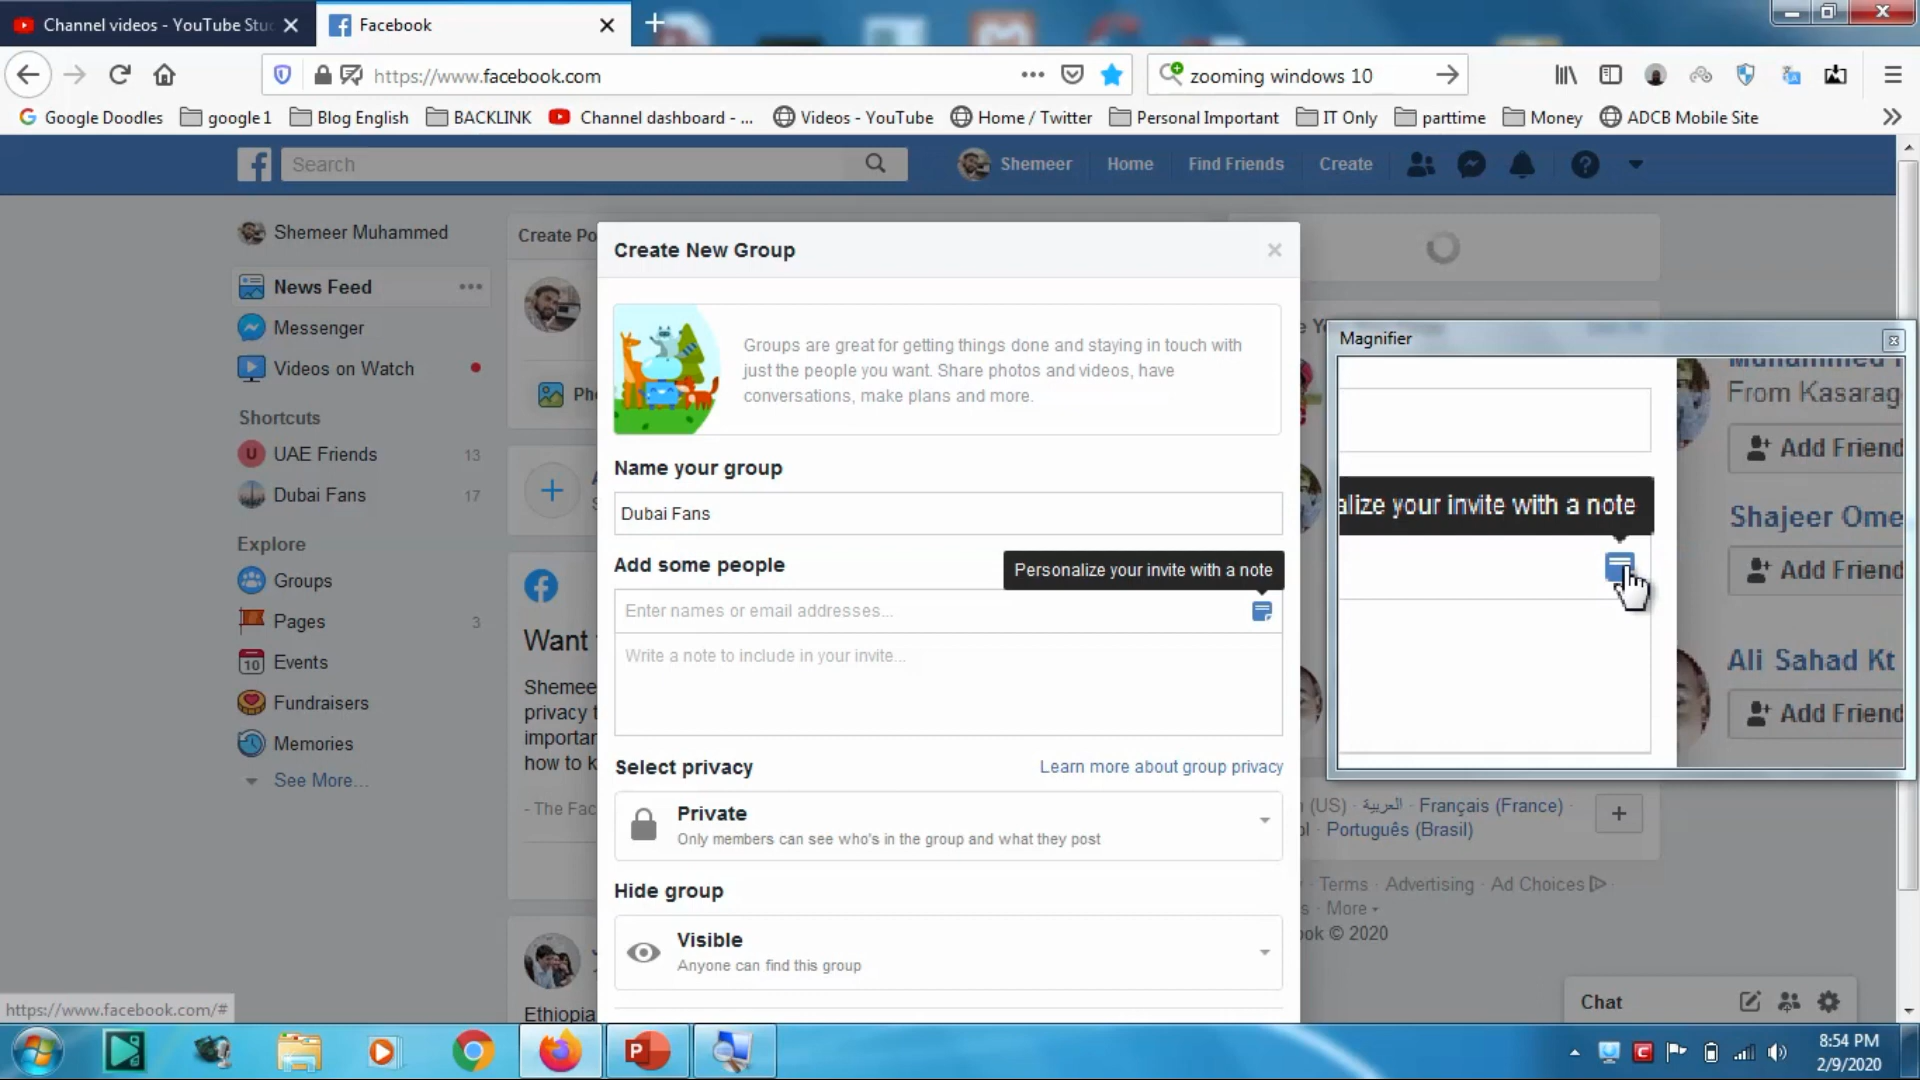 Channel videos - YouTube Stu
Facebook
https://www.facebook.com
zooming windows 10
Google Doodles
google1
Blog English
BACKLINK
Channel dashboard - ...
Videos - YouTube
Home / Twitter
Personal Important
IT Only
parttime
Money
ADCB Mobile Site
Search
Shemeer
Home
Find Friends
Create
Shemeer Muhammed
News Feed
Messenger
Videos on Watch
Shortcuts
U
UAE Friends
13
Dubai Fans
17
Explore
Groups
Pages
3
10
Events
Fundraisers
Memories
See More...
Create Po
Want
Shemee
privacy
importan
how to k
- The Fac
Ethiopia
Create New Group
Groups are great for getting things done and staying in touch with
just the people you want. Share photos and videos, have
conversations, make plans and more.
Name your group
Dubai Fans
Add some people
Personalize your invite with a note
Enter names or email addresses...
Write a note to include in your invite...
Select privacy
Learn more about group privacy
Private
Only members can see who's in the group and what they post
Hide group
Visible
Anyone can find this group
Magnifier
alize your invite with a note
From Kasarag
Add Friend
Shajeer Ome
Add Friend
Ali Sahad Kt
Add Friend
(US) · العربية · Français (France) ·
Português (Brasil)
Terms · Advertising · Ad Choices
More
ok © 2020
Chat
https://www.facebook.com/#
8:54 PM
2/9/2020